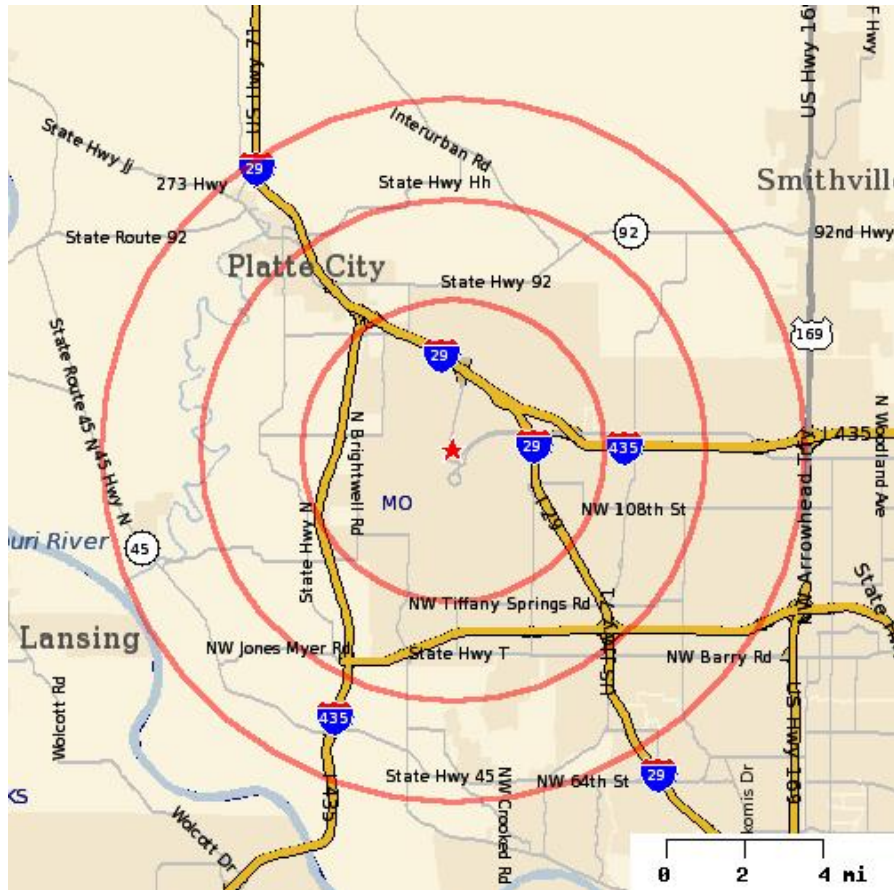 US Hwy 71
US Hwy 169
F Hwy
State Hwy Jj
Interurban Rd
29
273 Hwy
State Hwy Hh
Smithville
State Route 92
92
92nd Hwy
Platte City
State Hwy 92
State Route 45 N
45 Hwy N
29
169
N Brightwell Rd
N Woodland Ave
29
435
I 435
MO
I-29
NW 108th St
NW Arrowhead Trfy
uri River
45
State Hwy N
NW Tiffany Springs Rd
State
Lansing
NW Jones Myer Rd
State Hwy T
NW Barry Rd
Wolcott Rd
435
US Hwy 169
State Hwy 45
NW 64th St
29
KS
I 435
NW Crooked Rd
komis Dr
Wolcott Dr
0 2 4 mi